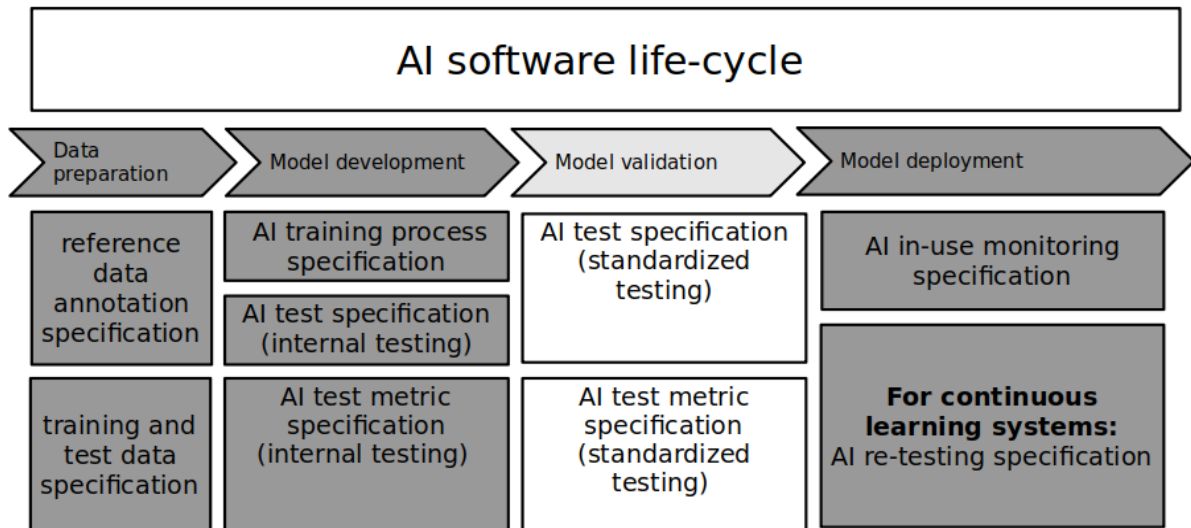 AI software life-cycle
Data
preparation
Model development
Model validation
Model deployment
reference
data
annotation
specification
training and
test data
specification
AI training process
specification
AI test specification
(internal testing)
AI test metric
specification
(internal testing)
AI test specification
(standardized
testing)
AI test metric
specification
(standardized
testing)
AI in-use monitoring
specification
For continuous
learning systems:
AI re-testing specification